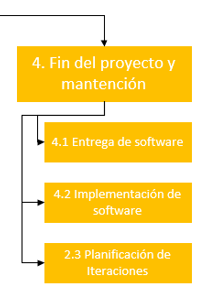 4. Fin del proyecto y
mantención
4.1 Entrega de software
4.2 Implementación de
software
2.3 Planificación de
Iteraciones